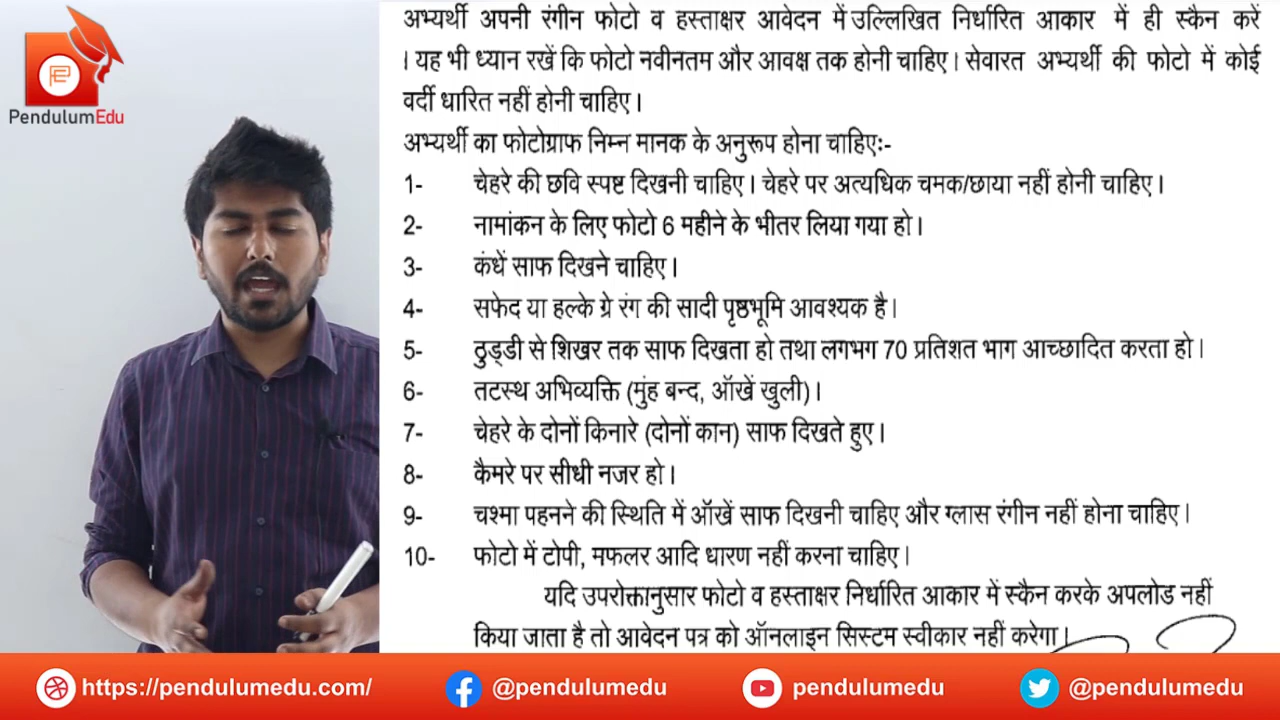 PendulumEdu
अभ्यर्थी अपनी रंगीन फोटो व हस्ताक्षर आवेदन में उल्लिखित निर्धारित आकार में ही स्कैन करें
। यह भी ध्यान रखें कि फोटो नवीनतम और आवक्ष तक होनी चाहिए। सेवारत अभ्यर्थी की फोटो में कोई
वर्दी धारित नहीं होनी चाहिए।
अभ्यर्थी का फोटोग्राफ निम्न मानक के अनुरूप होना चाहिएः-
1- चेहरे की छवि स्पष्ट दिखनी चाहिए। चेहरे पर अत्यधिक चमक/छाया नहीं होनी चाहिए।
2- नामांकन के लिए फोटो 6 महीने के भीतर लिया गया हो।
3- कंधें साफ दिखने चाहिए।
4- सफेद या हल्के ग्रे रंग की सादी पृष्ठभूमि आवश्यक है।
5- ठुड्डी से शिखर तक साफ दिखता हो तथा लगभग 70 प्रतिशत भाग आच्छादित करता हो।
6- तटस्थ अभिव्यक्ति (मुंह बन्द, ऑखें खुली)।
7- चेहरे के दोनों किनारे (दोनों कान) साफ दिखते हुए।
8- कैमरे पर सीधी नजर हो।
9- चश्मा पहनने की स्थिति में ऑखें साफ दिखनी चाहिए और ग्लास रंगीन नहीं होना चाहिए।
10- फोटो में टोपी, मफलर आदि धारण नहीं करना चाहिए।
यदि उपरोक्तानुसार फोटो व हस्ताक्षर निर्धारित आकार में स्कैन करके अपलोड नहीं
किया जाता है तो आवेदन पत्र को ऑनलाइन सिस्टम स्वीकार नहीं करेगा।
https://pendulumedu.com/ @pendulumedu pendulumedu @pendulumedu